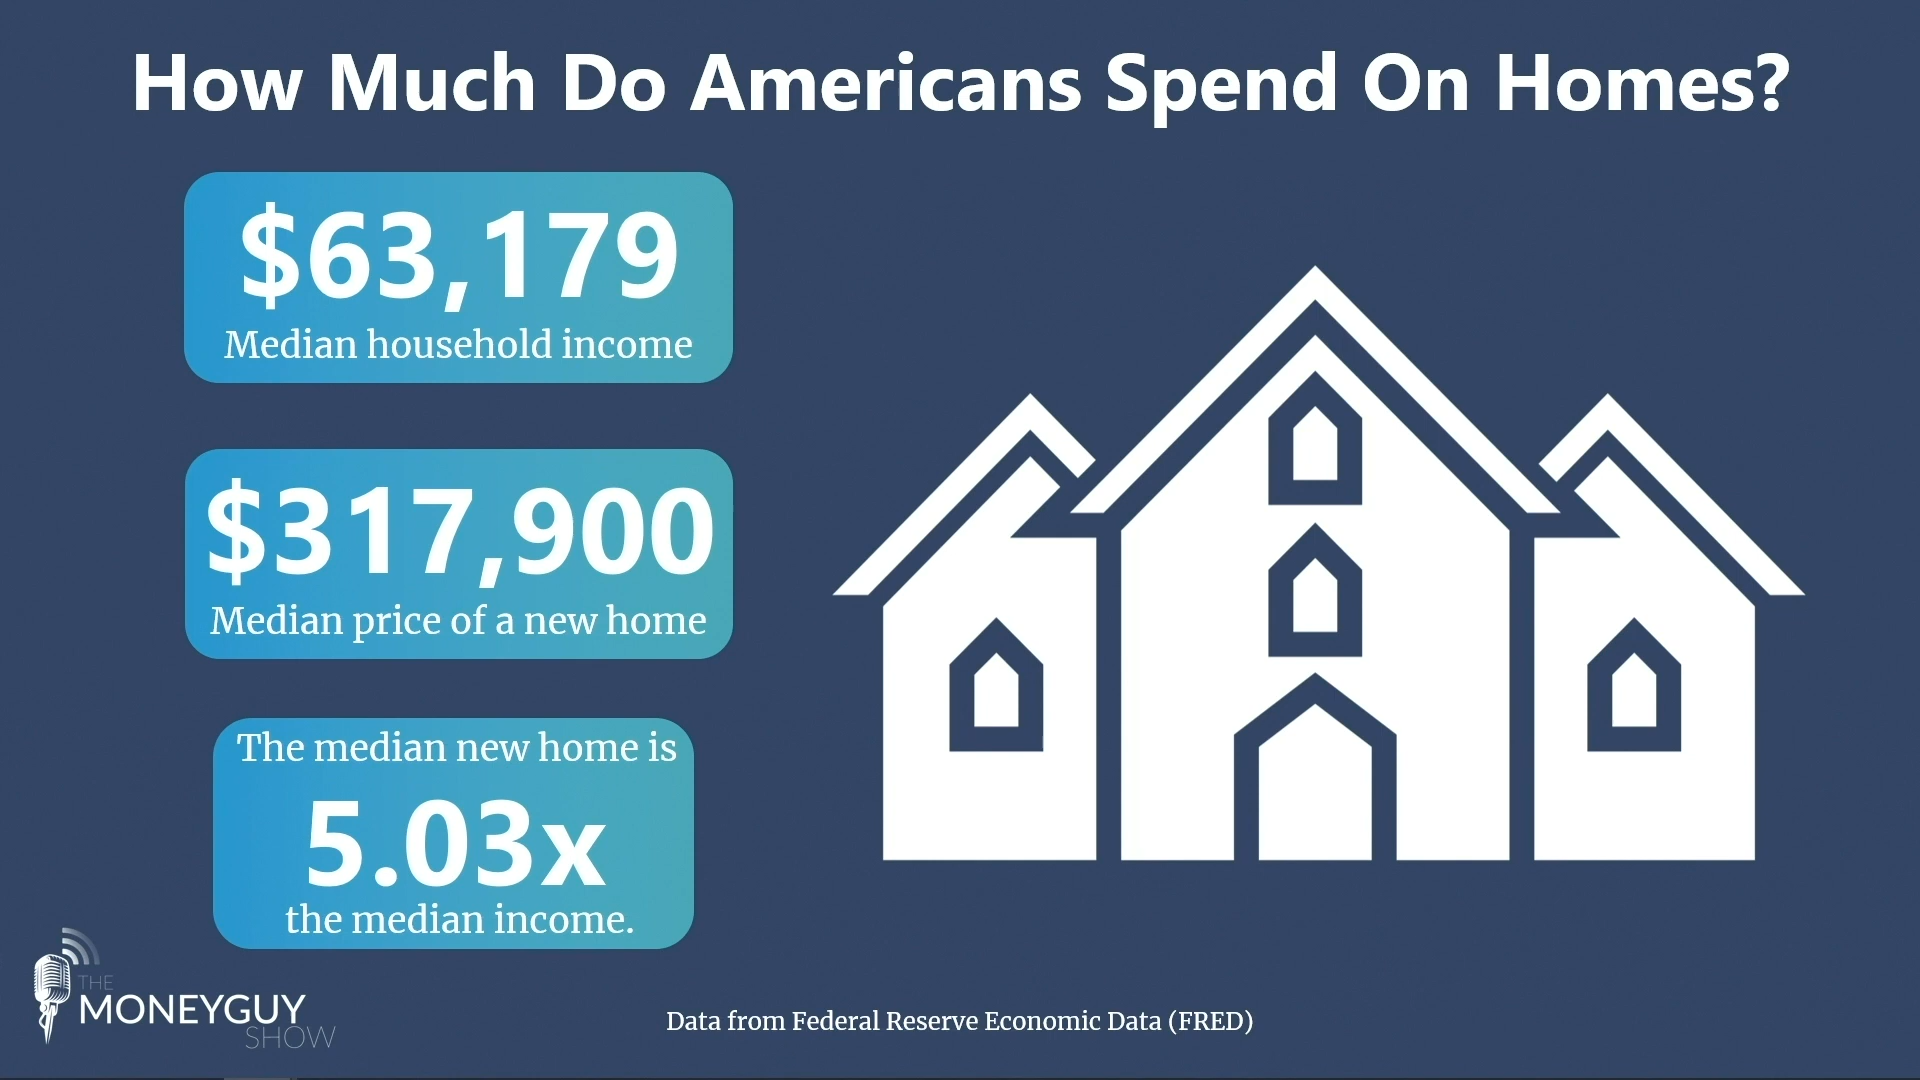 How Much Do Americans Spend On Homes?
$63,179
Median household income
$317,900
Median price of a new home
The median new home is
5.03x
the median income.
THE
MONEYGUY
SHOW
Data from Federal Reserve Economic Data (FRED)